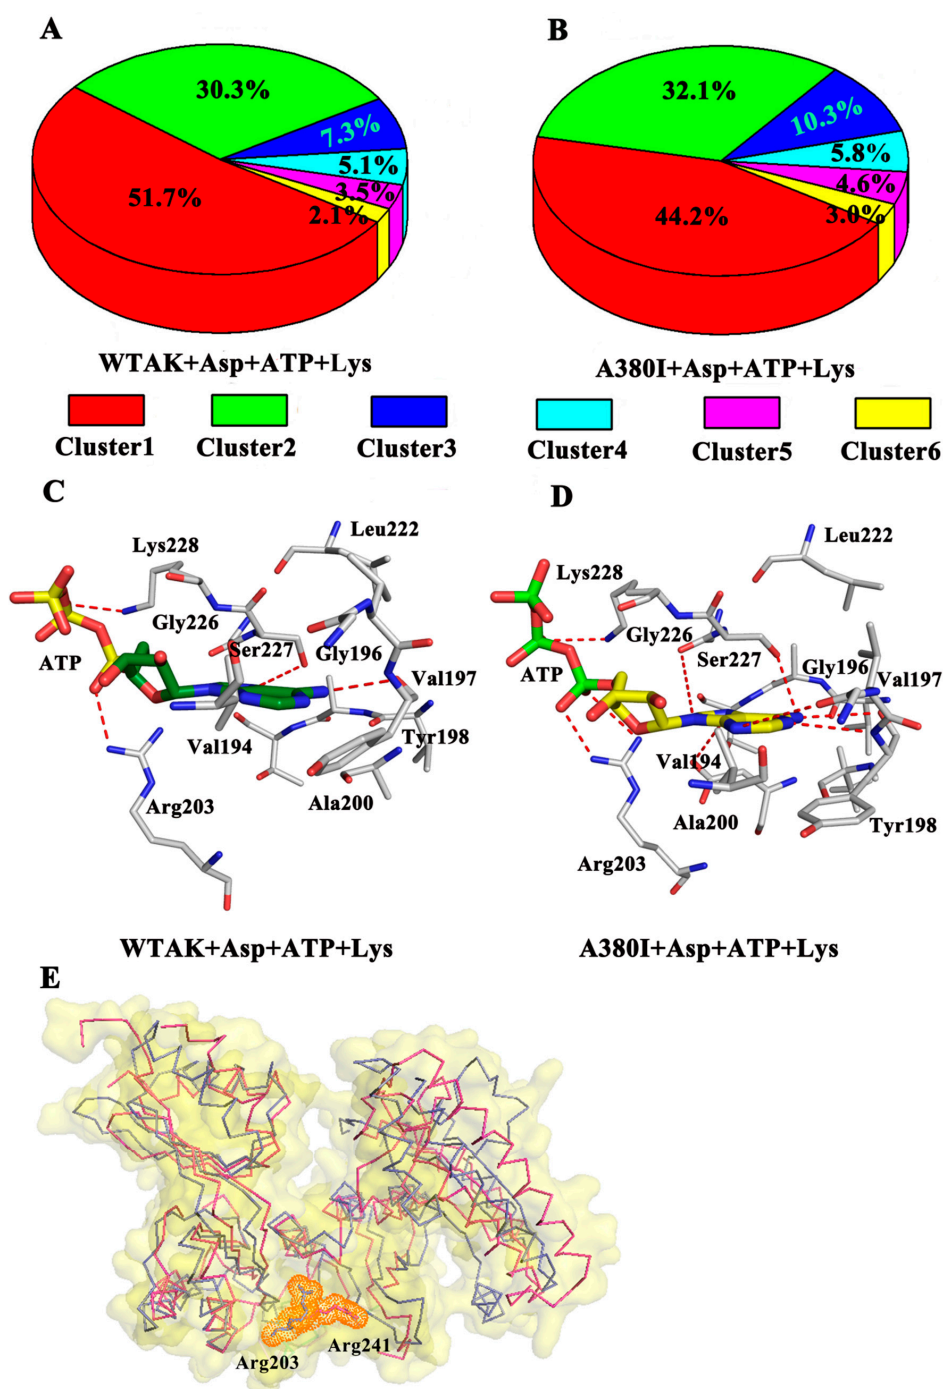 A
B
30.3%
7.3%
5.1%
3.5%
2.1%
51.7%
32.1%
10.3%
5.8%
4.6%
3.0%
44.2%
WTAK+Asp+ATP+Lys
A380I+Asp+ATP+Lys
Cluster1
Cluster2
Cluster3
Cluster4
Cluster5
Cluster6
C
Leu222
Lys228
Gly226
Ser227
Gly196
ATP
Val197
Val194
Tyr198
Ala200
Arg203
WTAK+Asp+ATP+Lys
D
Leu222
Lys228
Gly226
Ser227
Gly196
ATP
Val197
Val194
Ala200
Tyr198
Arg203
A380I+Asp+ATP+Lys
E
Arg203
Arg241